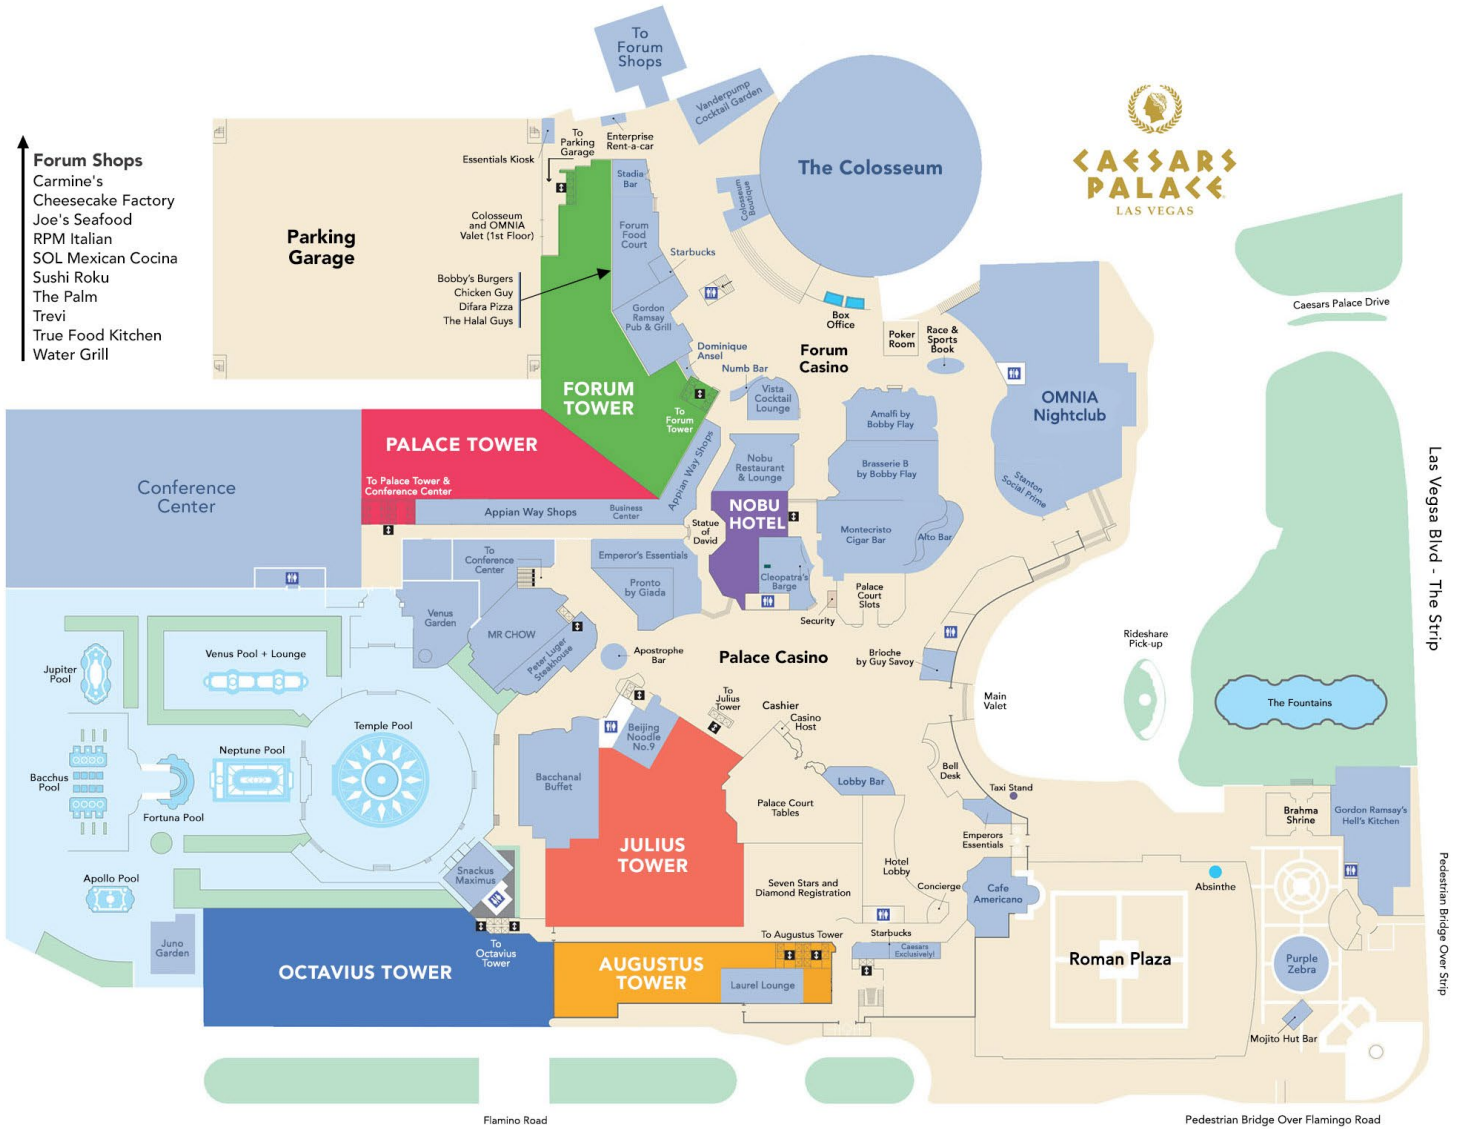 To
Forum
Shops
Vanderpump
Cocktail Garden
The Colosseum
CAESARS
PALACE
LAS VEGAS
Forum Shops
Carmine's
Cheesecake Factory
Joe's Seafood
RPM Italian
SOL Mexican Cocina
Sushi Roku
The Palm
Trevi
True Food Kitchen
Water Grill
Parking
Garage
Essentials Kiosk
To
Parking
Garage
Enterprise
Rent-a-car
Stadia
Bar
Colosseum
Boutique
Colosseum
and OMNIA
Valet (1st Floor)
Forum
Food
Court
Starbucks
Bobby's Burgers
Chicken Guy
Difara Pizza
The Halal Guys
Gordon
Ramsay
Pub & Grill
Box
Office
Poker
Room
Race &
Sports
Book
Forum
Casino
Dominique
Ansel
Numb Bar
Vista
Cocktail
Lounge
Caesars Palace Drive
FORUM
TOWER
To
Forum
Tower
Amalfi by
Bobby Flay
OMNIA
Nightclub
PALACE TOWER
To Palace Tower &
Conference Center
Conference
Center
Appian Way Shops
Nobu
Restaurant
& Lounge
Brasserie B
by Bobby Flay
Stanton
Social Prime
Las Vegsa Blvd - The Strip
Appian Way Shops
Business
Center
NOBU
HOTEL
Statue
of
David
Montecristo
Cigar Bar
Alto Bar
To
Conference
Center
Emperor's Essentials
Pronto
by Giada
Cleopatra's
Barge
Palace
Court
Slots
Security
Venus
Garden
MR CHOW
Peter Luger
Steakhouse
Apostrophe
Bar
Palace Casino
Brioche
by Guy Savoy
Rideshare
Pick-up
Jupiter
Pool
Venus Pool + Lounge
To
Julius
Tower
Cashier
Casino
Host
Main
Valet
The Fountains
Temple Pool
Beijing
Noodle
No.9
Neptune Pool
Bacchus
Pool
Fortuna Pool
Bacchanal
Buffet
Bell
Desk
Lobby Bar
Taxi Stand
Palace Court
Tables
Emperors
Essentials
Brahma
Shrine
Gordon Ramsay's
Hell's Kitchen
JULIUS
TOWER
Snackus
Maximus
Apollo Pool
Hotel
Lobby
Seven Stars and
Diamond Registration
Concierge
Cafe
Americano
Absinthe
Pedestrian Bridge Over Strip
Juno
Garden
OCTAVIUS TOWER
To
Octavius
Tower
AUGUSTUS
TOWER
To Augustus Tower
Laurel Lounge
Starbucks
Caesars
Exclusively!
Roman Plaza
Purple
Zebra
Mojito Hut Bar
Flamino Road
Pedestrian Bridge Over Flamingo Road